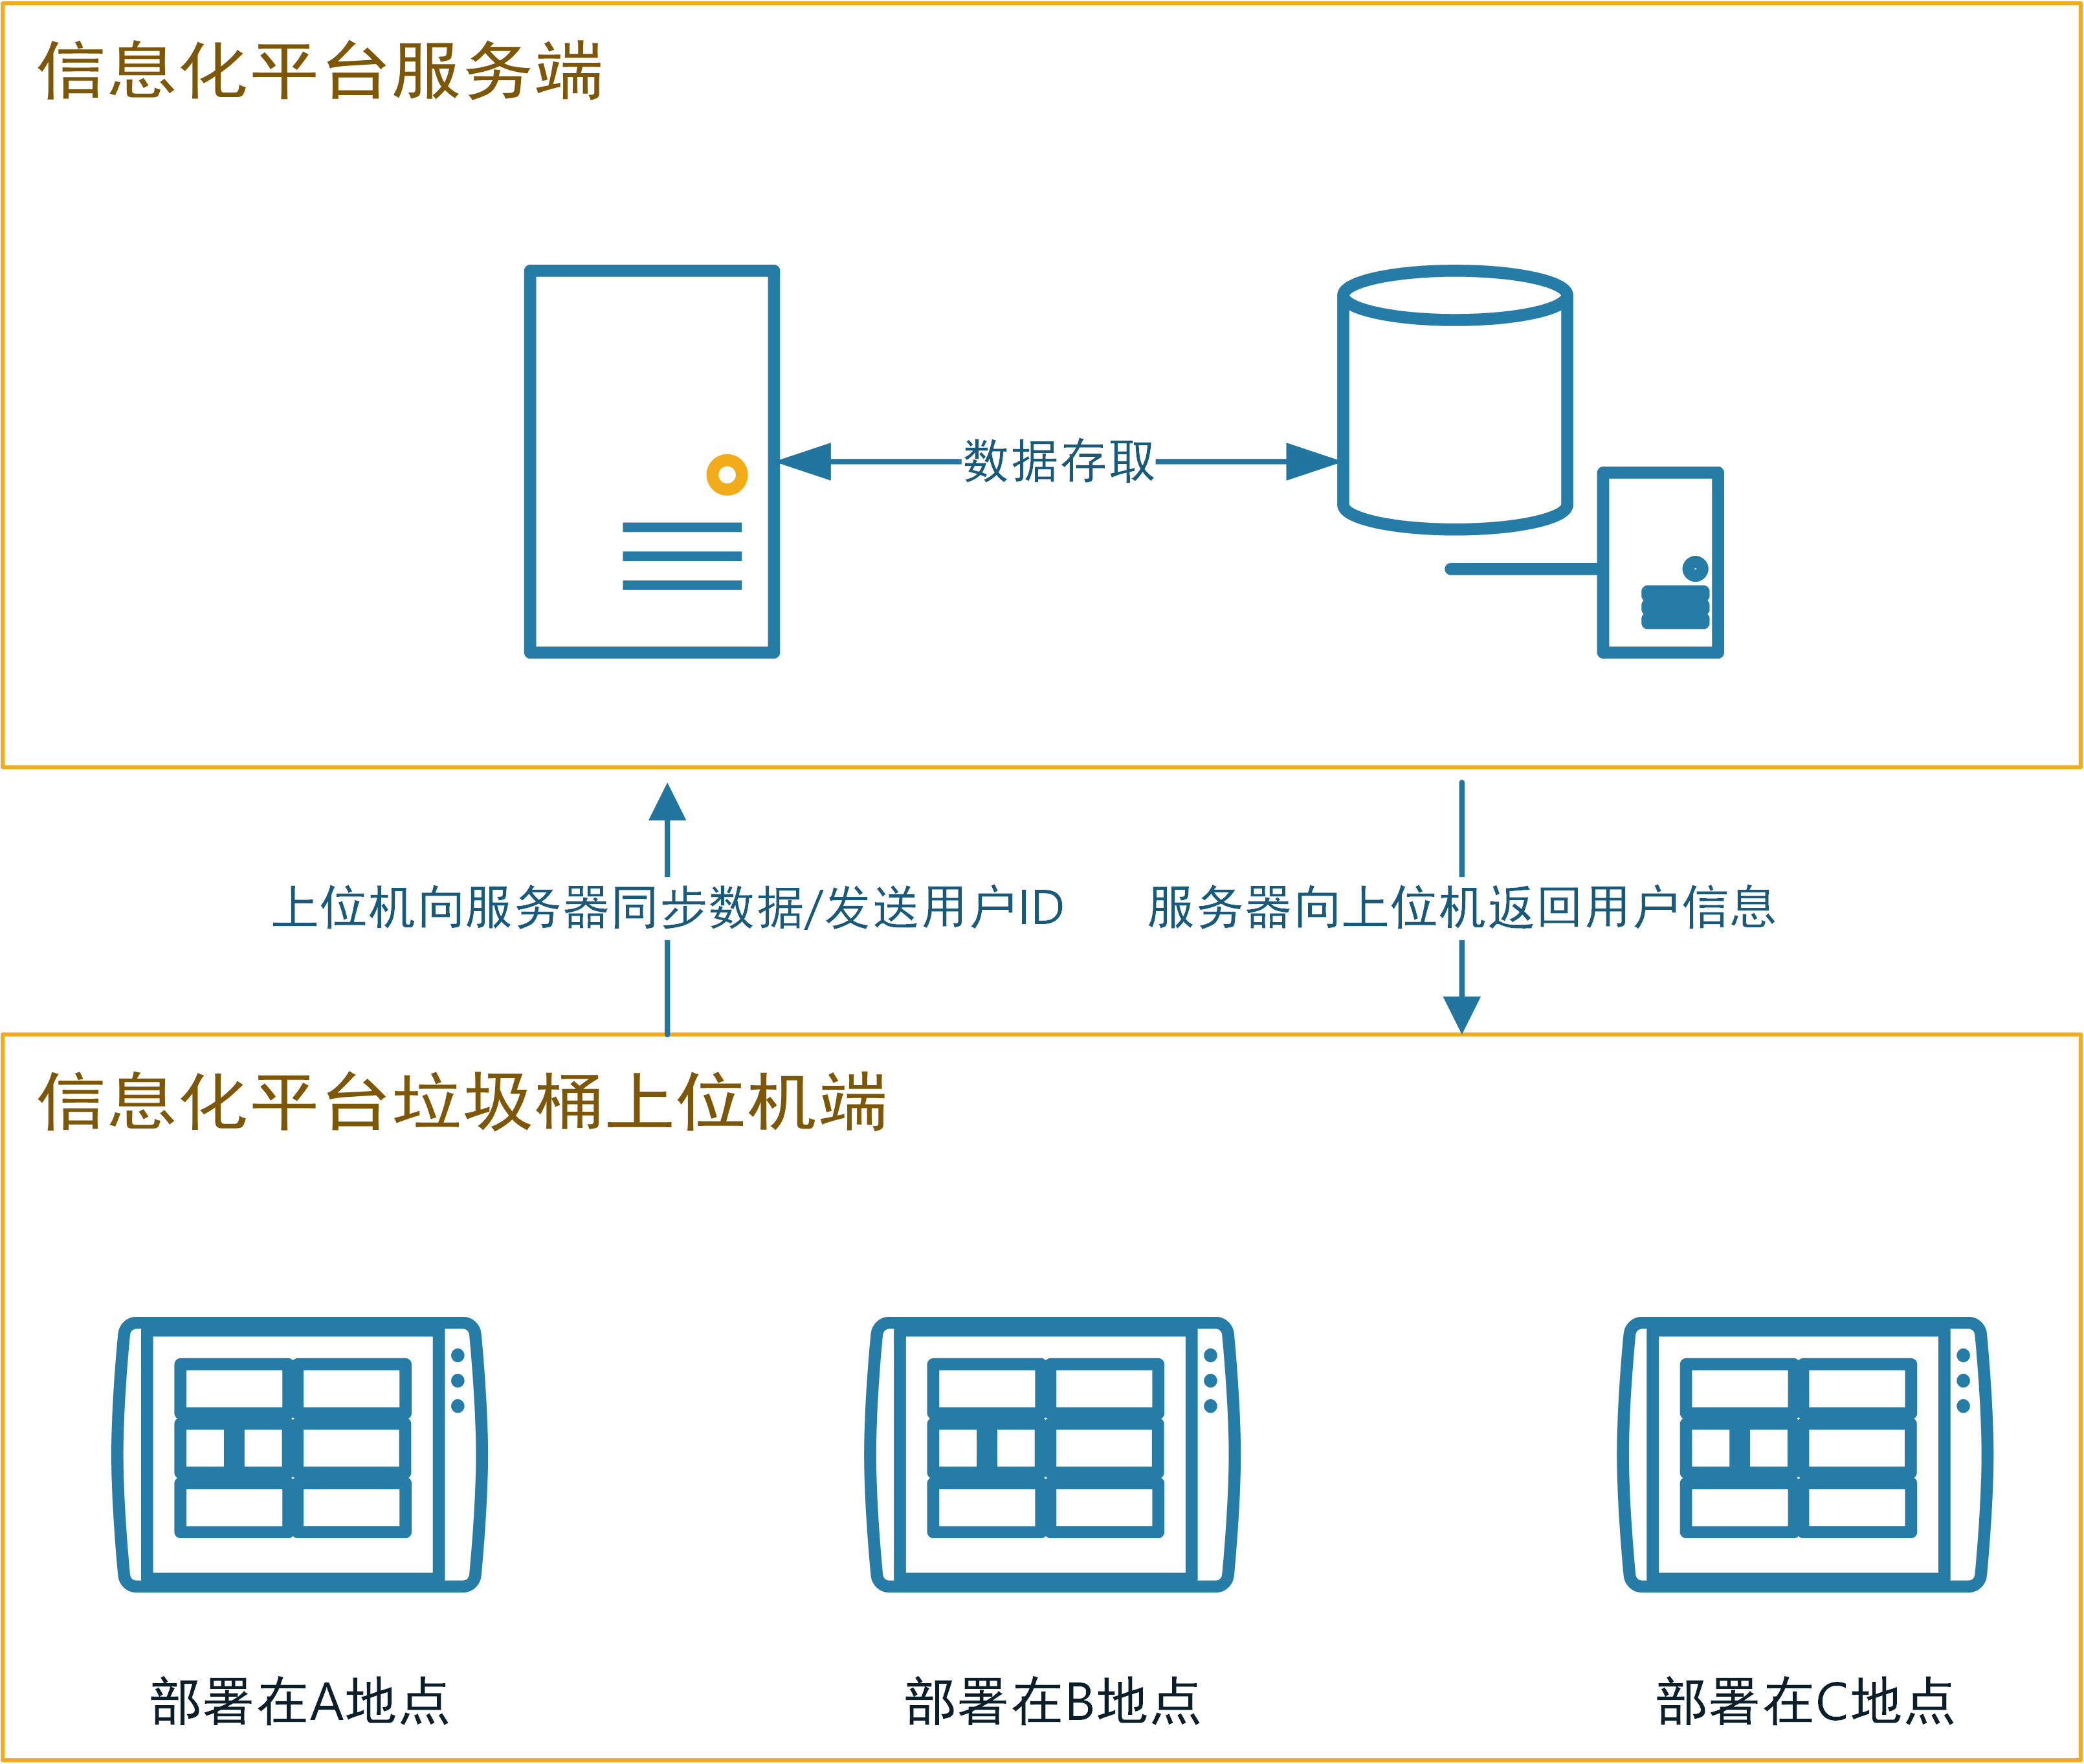 信息化平台服务端
数据存取
上位机向服务器同步数据/发送用户ID
服务器向上位机返回用户信息
信息化平台垃圾桶上位机端
部署在A地点
部署在B地点
部署在C地点